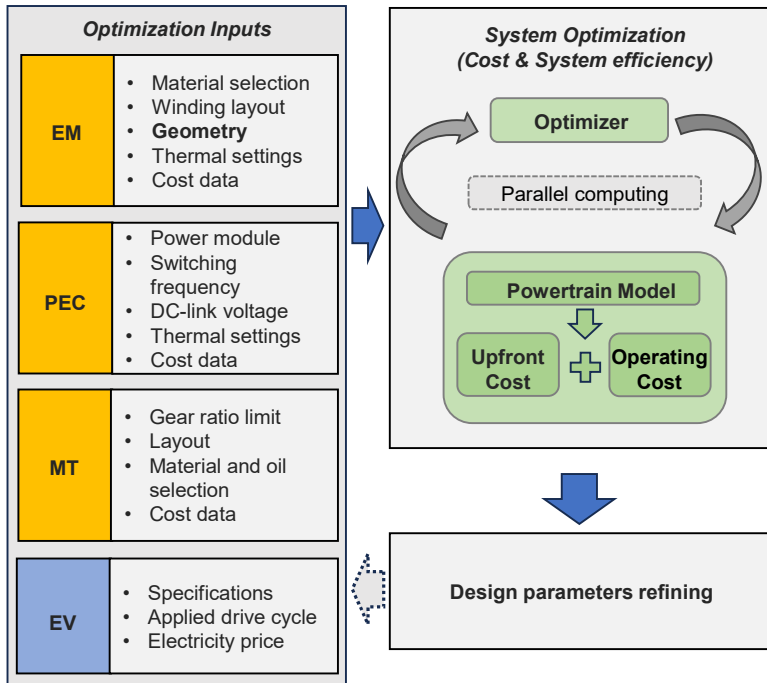 Optimization Inputs
EM
• Material selection
• Winding layout
• Geometry
• Thermal settings
• Cost data
PEC
• Power module
• Switching
frequency
• DC-link voltage
• Thermal settings
• Cost data
MT
• Gear ratio limit
• Layout
• Material and oil
selection
• Cost data
EV
• Specifications
• Applied drive cycle
• Electricity price
System Optimization
(Cost & System efficiency)
Optimizer
Parallel computing
Powertrain Model
Upfront
Cost
Operating
Cost
Design parameters refining